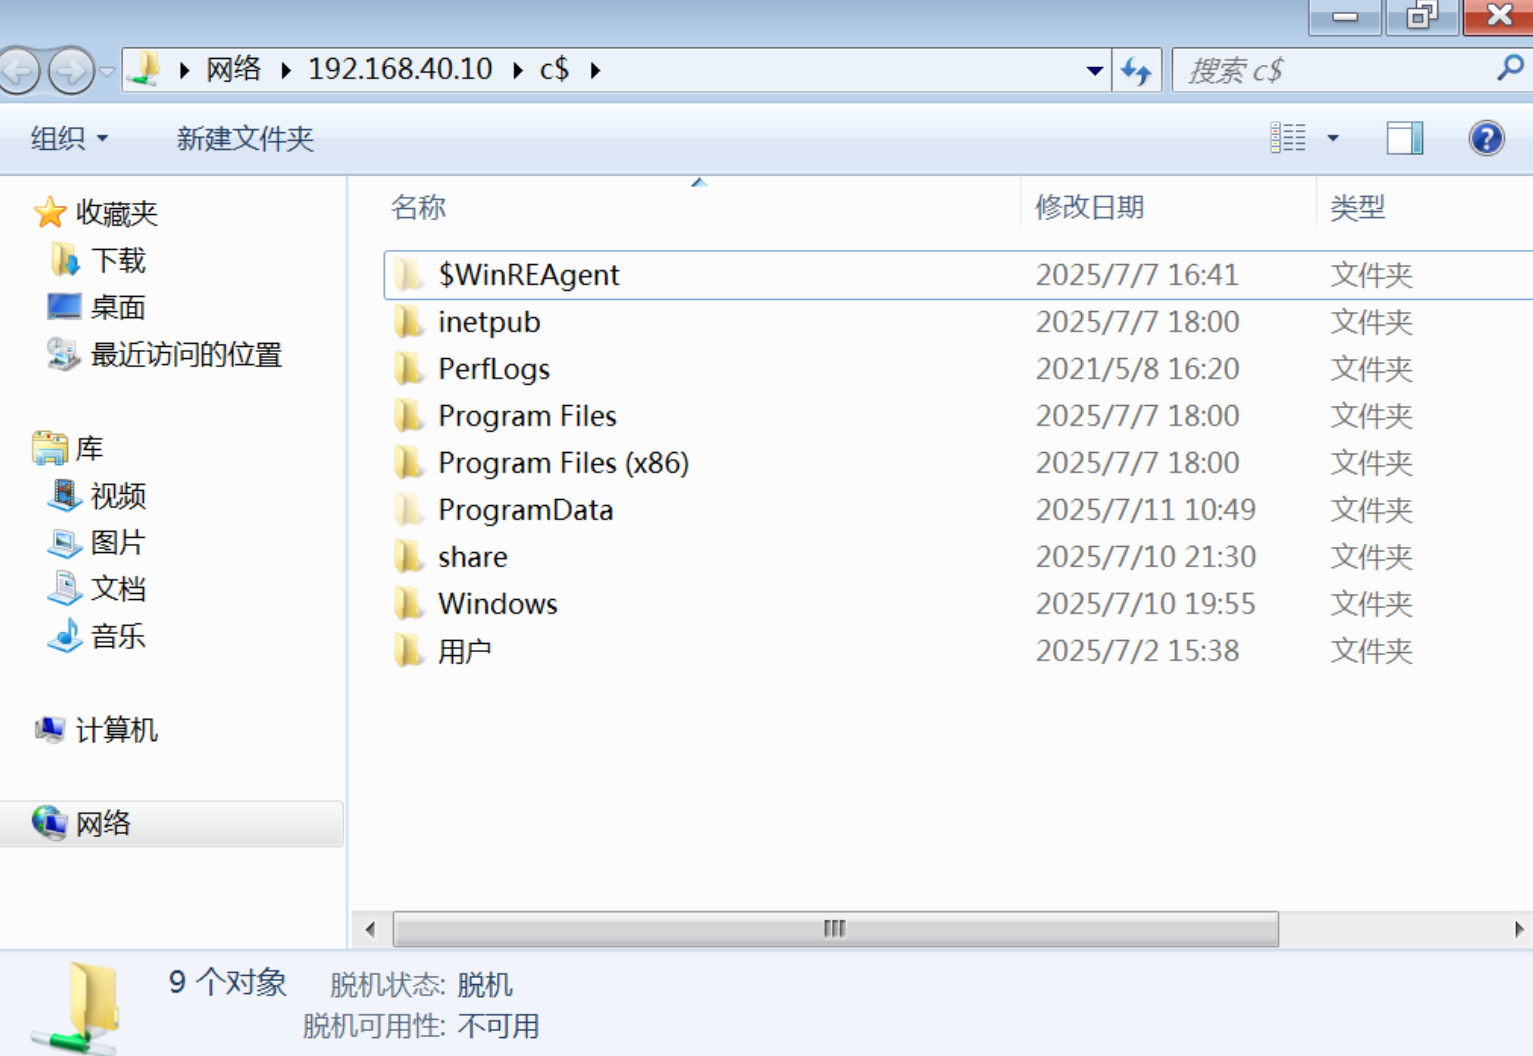 网络 192.168.40.10 c$
搜索 c$
组织 新建文件夹
收藏夹
下载
桌面
最近访问的位置
库
视频
图片
文档
音乐
计算机
网络
名称 修改日期 类型
$WinREAgent 2025/7/7 16:41 文件夹
inetpub 2025/7/7 18:00 文件夹
PerfLogs 2021/5/8 16:20 文件夹
Program Files 2025/7/7 18:00 文件夹
Program Files (x86) 2025/7/7 18:00 文件夹
ProgramData 2025/7/11 10:49 文件夹
share 2025/7/10 21:30 文件夹
Windows 2025/7/10 19:55 文件夹
用户 2025/7/2 15:38 文件夹
9 个对象 脱机状态: 脱机
脱机可用性: 不可用